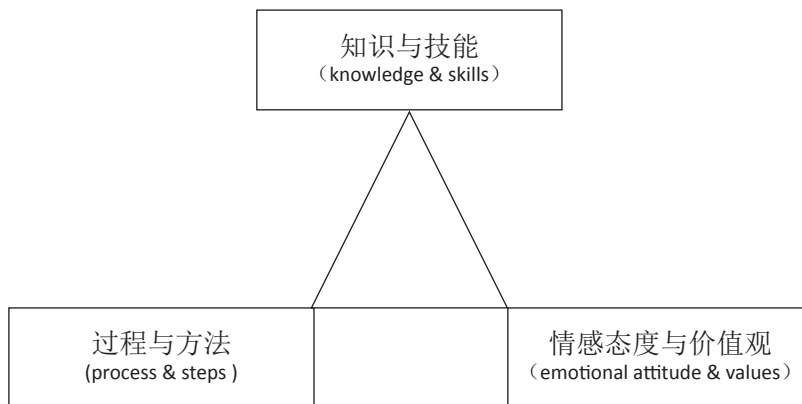 知识与技能
（knowledge & skills）
过程与方法
(process & steps )
情感态度与价值观
（emotional attitude & values）